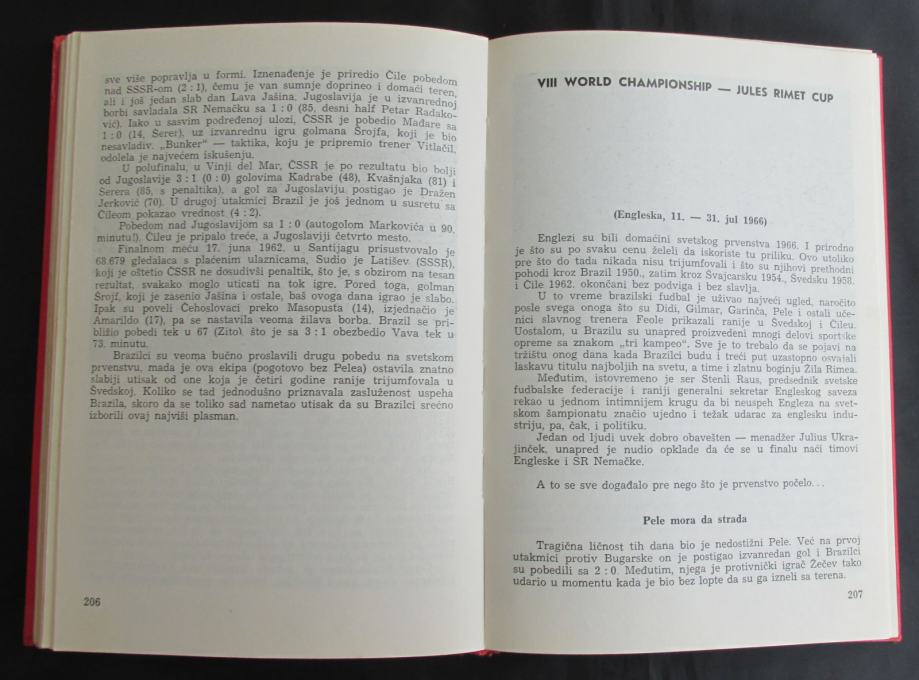 sve više popravlja u formi. Iznenađenje je priredio Čile pobedom
nad SSSR-om (2 : 1), čemu je van sumnje doprineo i domaći teren,
ali i još jedan slab dan Lava Jašina. Jugoslavija je u izvanrednoj
borbi savladala SR Nemačku sa 1 : 0 (85, desni half Petar Radako-
vić). Iako u sasvim podređenoj ulozi, ČSSR je pobedio Mađare sa
1 : 0 (14, Šerer), uz izvanrednu igru golmana Šrojfa, koji je bio
nesavladiv. „Bunker" — taktika, koju je pripremio trener Vitlačil,
odolela je najvećem iskušenju.
U polufinalu, u Vinji del Mar, ČSSR je po rezultatu bio bolji
od Jugoslavije 3 : 1 (0 : 0) golovima Kadrabe (48), Kvašnjaka (81) i
Šerera (85, s penaltika), a gol za Jugoslaviju postigao je Dražen
Jerković (70). U drugoj utakmici Brazil je još jednom u susretu sa
Čileom pokazao vrednost (4 : 2).
Pobedom nad Jugoslavijom sa 1 : 0 (autogolom Markovića u 90.
minutu!). Čileu je pripalo treće, a Jugoslaviji četvrto mesto.
Finalnom meču 17. juna 1962. u Santijagu prisustvovalo je
68.679 gledalaca s plaćenim ulaznicama, Sudio je Latišev (SSSR),
koji je oštetio ČSSR ne dosudivši penaltik, što je, s obzirom na tesan
rezultat, svakako moglo uticati na tok igre. Pored toga, golman
Šrojf, koji je zasenio Jašina i ostale, baš ovoga dana igrao je slabo.
Ipak su poveli Čehoslovaci preko Masopusta (14), izjednačio je
Amarildo (17), pa se nastavila veoma žilava borba. Brazil se pri-
bližio pobedi tek u 67 (Zito), što je sa 3 : 1 obezbedio Vava tek u
73. minutu.
Brazilci su veoma bučno proslavili drugu pobedu na svetskom
prvenstvu, mada je ova ekipa (pogotovo bez Pelea) ostavila znatno
slabiji utisak od one koja je četiri godine ranije trijumfovala u
Švedskoj. Koliko se tad jednodušno priznavala zasluženost uspeha
Brazila, skoro da se toliko sad nametao utisak da su Brazilci srećno
izborili ovaj najviši plasman.
206
VIII WORLD CHAMPIONSHIP — JULES RIMET CUP
(Engleska, 11. — 31. jul 1966)
Englezi su bili domaćini svetskog prvenstva 1966. I prirodno
je što su po svaku cenu želeli da iskoriste tu priliku. Ovo utoliko
pre što do tada nikada nisu trijumfovali i što su njihovi prethodni
pohodi kroz Brazil 1950., zatim kroz Švajcarsku 1954., Švedsku 1958.
i Čile 1962. okončani bez podviga i bez slavlja.
U to vreme brazilski fudbal je uživao najveći ugled, naročito
posle svega onoga što su Didi, Gilmar, Garinča, Pele i ostali uče-
nici slavnog trenera Feole prikazali ranije u Švedskoj i Čileu.
Uostalom, u Brazilu su unapred proizvedeni mnogi delovi sportske
opreme sa znakom „tri kampeo". Sve je to trebalo da se pojavi na
tržištu onog dana kada Brazilci budu i treći put uzastopno osvajali
laskavu titulu najboljih na svetu, a time i zlatnu boginju Žila Rimea.
Međutim, istovremeno je ser Stenli Raus, predsednik svetske
fudbalske federacije i raniji generalni sekretar Engleskog saveza
rekao u jednom intimnijem krugu da bi neuspeh Engleza na svet-
skom šampionatu značio ujedno i težak udarac za englesku indu-
striju, pa, čak, i politiku.
Jedan od ljudi uvek dobro obavešten — menadžer Julius Ukra-
jinček, unapred je nudio opklade da će se u finalu naći timovi
Engleske i SR Nemačke.
A to se sve događalo pre nego što je prvenstvo počelo...
Pele mora da strada
Tragična ličnost tih dana bio je nedostižni Pele. Već na prvoj
utakmici protiv Bugarske on je postigao izvanredan gol i Brazilci
su pobedili sa 2 : 0. Međutim, njega je protivnički igrač Žečev tako
udario u momentu kada je bio bez lopte da su ga izneli sa terena.
207